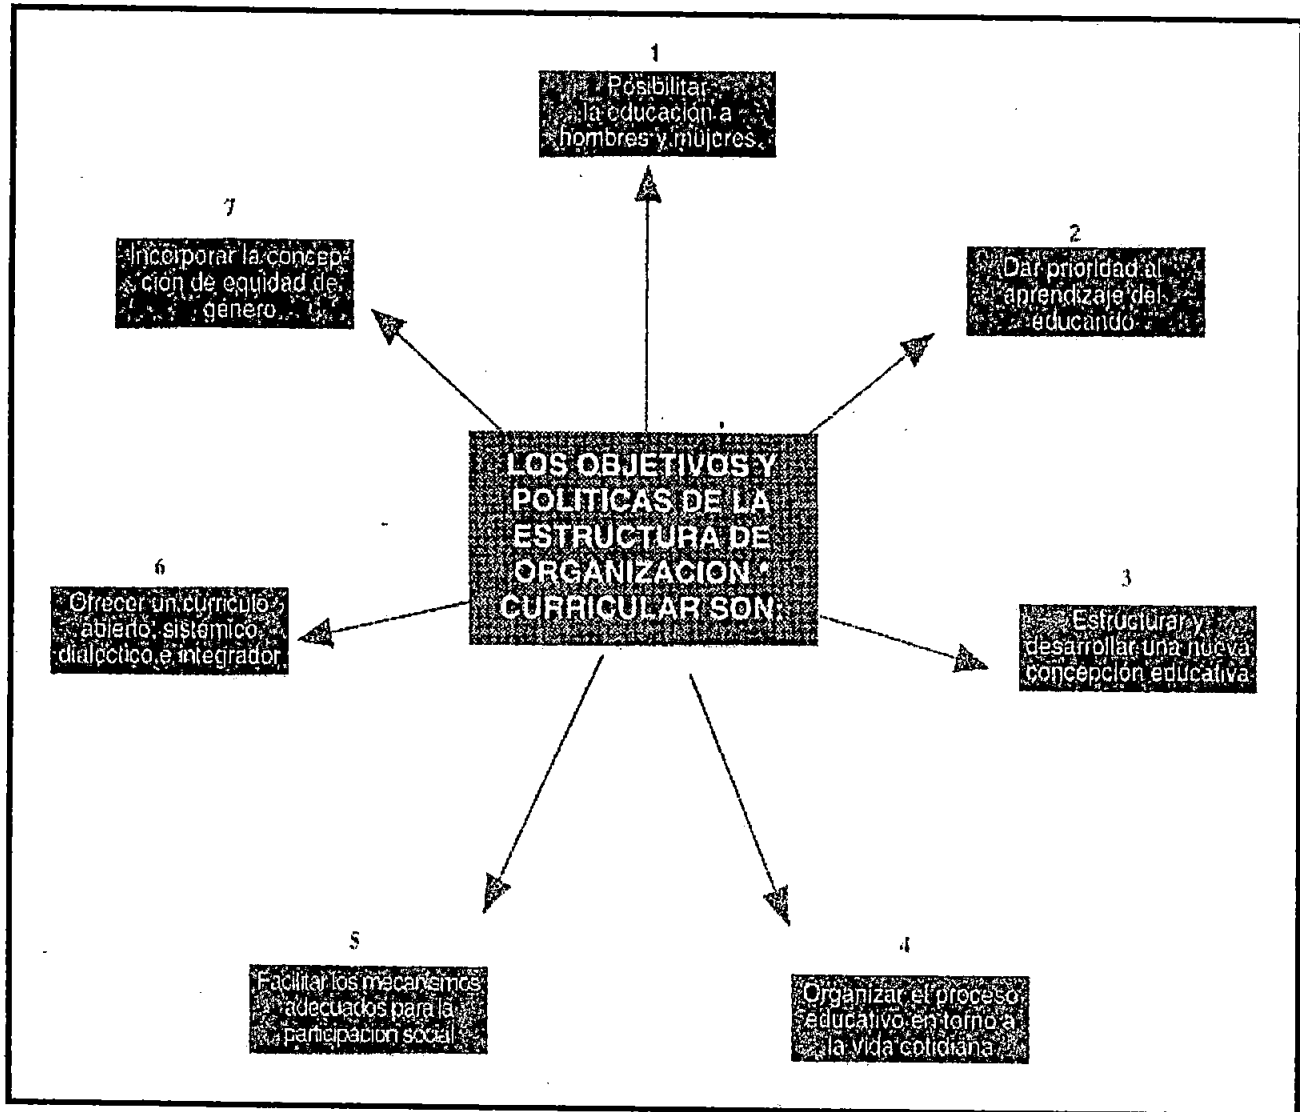 1
Posibilitar
la educación a
hombres y mujeres
7
Incorporar la concep-
ción de equidad de
género
2
Dar prioridad al
aprendizaje del
educando
LOS OBJETIVOS Y
POLITICAS DE LA
ESTRUCTURA DE
ORGANIZACION
CURRICULAR SON:
6
Ofrecer un currículo
abierto, sistémico,
dialéctico e integrador
3
Estructurar y
desarrollar una nueva
concepción educativa
5
Facilitar los mecanismos
adecuados para la
participación social
4
Organizar el proceso
educativo en torno a
la vida cotidiana